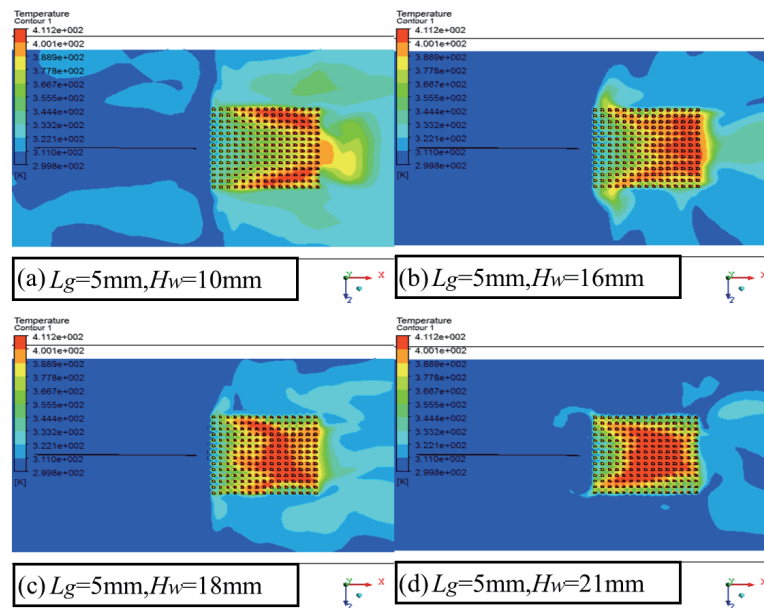 Temperature
Contour 1
4.112e+002
4.001e+002
3.889e+002
3.778e+002
3.667e+002
3.555e+002
3.444e+002
3.332e+002
3.221e+002
3.110e+002
2.998e+002
[K]
Y
X
Z
(a) Lg=5mm,Hw=10mm
Temperature
Contour 1
4.112e+002
4.001e+002
3.889e+002
3.778e+002
3.667e+002
3.555e+002
3.444e+002
3.332e+002
3.221e+002
3.110e+002
2.998e+002
[K]
Y
X
Z
(b) Lg=5mm,Hw=16mm
Temperature
Contour 1
4.112e+002
4.001e+002
3.889e+002
3.778e+002
3.667e+002
3.555e+002
3.444e+002
3.332e+002
3.221e+002
3.110e+002
2.998e+002
[K]
Y
X
Z
(c) Lg=5mm,Hw=18mm
Temperature
Contour 1
4.112e+002
4.001e+002
3.889e+002
3.778e+002
3.667e+002
3.555e+002
3.444e+002
3.332e+002
3.221e+002
3.110e+002
2.998e+002
[K]
Y
X
Z
(d) Lg=5mm,Hw=21mm